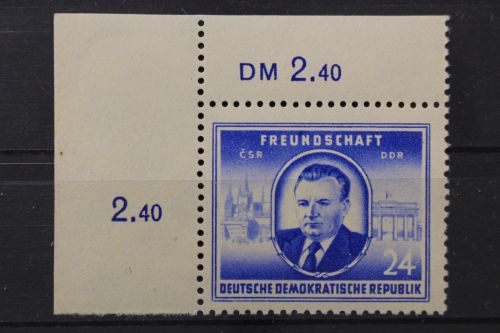 DM 2.40
FREUNDSCHAFT
ČSR DDR
2.40
24
DEUTSCHE DEMOKRATISCHE REPUBLIK